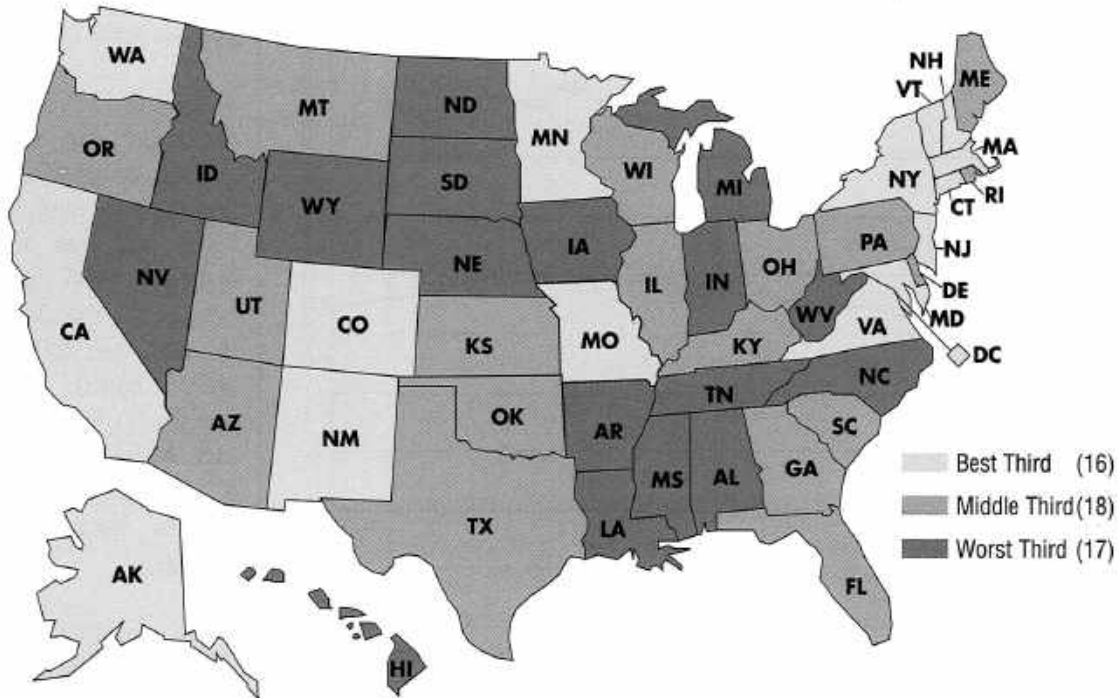 WA
MT
ND
MN
OR
ID
WY
SD
WI
MI
NH
VT
ME
MA
NY
RI
CT
NV
UT
CO
NE
IA
IL
IN
OH
PA
NJ
DE
MD
CA
KS
MO
KY
WV
VA
DC
AZ
NM
OK
AR
TN
NC
SC
MS
AL
GA
TX
LA
FL
AK
HI
Best Third (16)
Middle Third (18)
Worst Third (17)